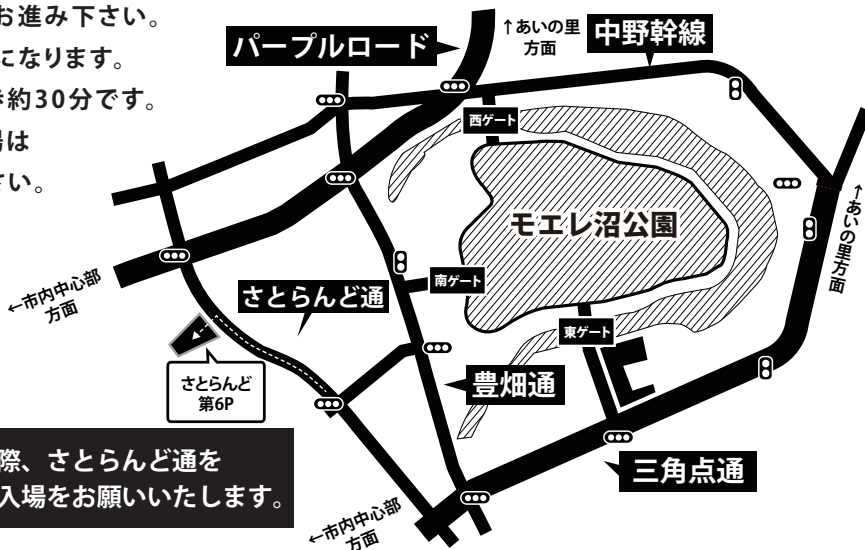 お進み下さい。
になります。
約30分です。
は
さい。
パープルロード
↑あいの里
方面
中野幹線
西ゲート
モエレ沼公園
↑あいの里方面
←市内中心部
方面
さとらんど通
南ゲート
東ゲート
さとらんど
第6P
豊畑通
際、さとらんど通を
入場をお願いいたします。
三角点通
←市内中心部
方面